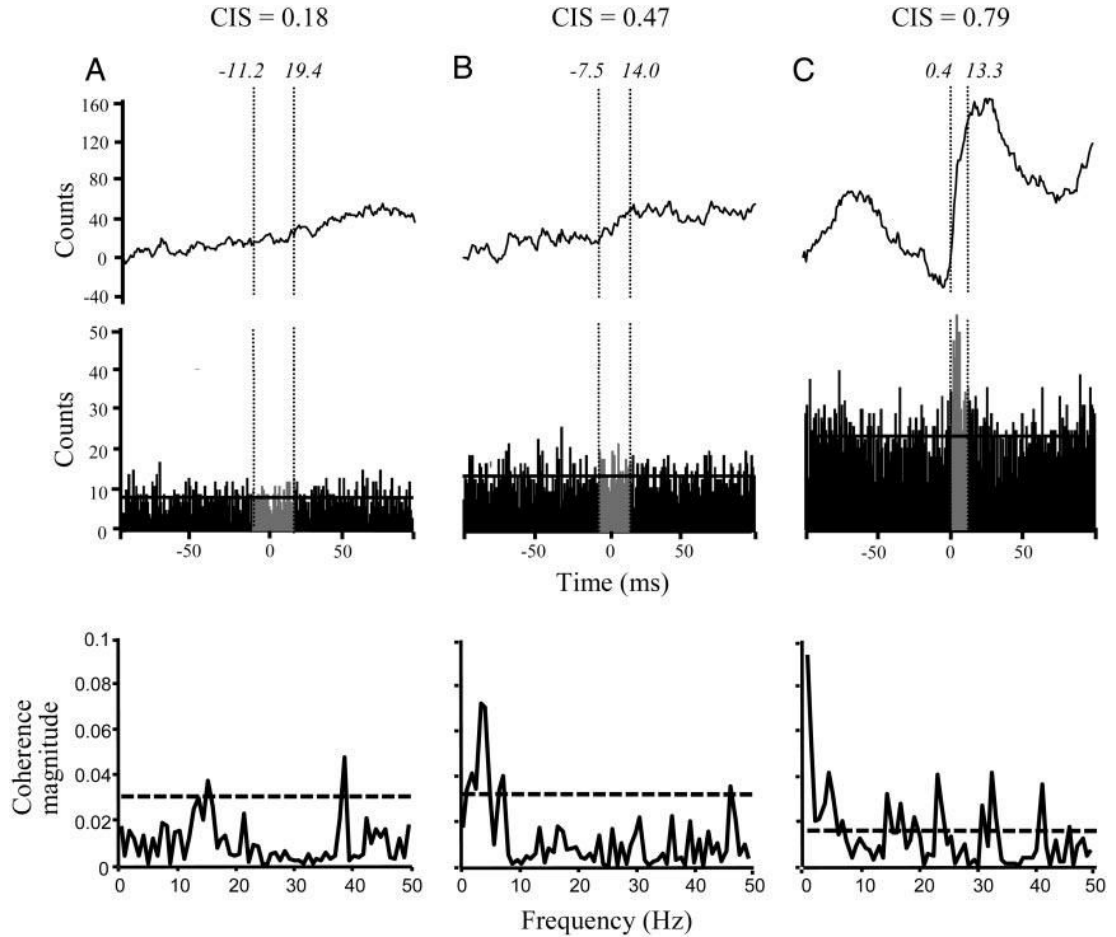 CIS = 0.18 CIS = 0.47 CIS = 0.79
A B C
-11.2 19.4 -7.5 14.0 0.4 13.3
Counts
160
120
80
40
0
-40
Counts
50
40
30
20
10
0
-50 0 50 -50 0 50 -50 0 50
Time (ms)
Coherence
magnitude
0.1
0.08
0.06
0.04
0.02
0
0 10 20 30 40 50 0 10 20 30 40 50 0 10 20 30 40 50
Frequency (Hz)